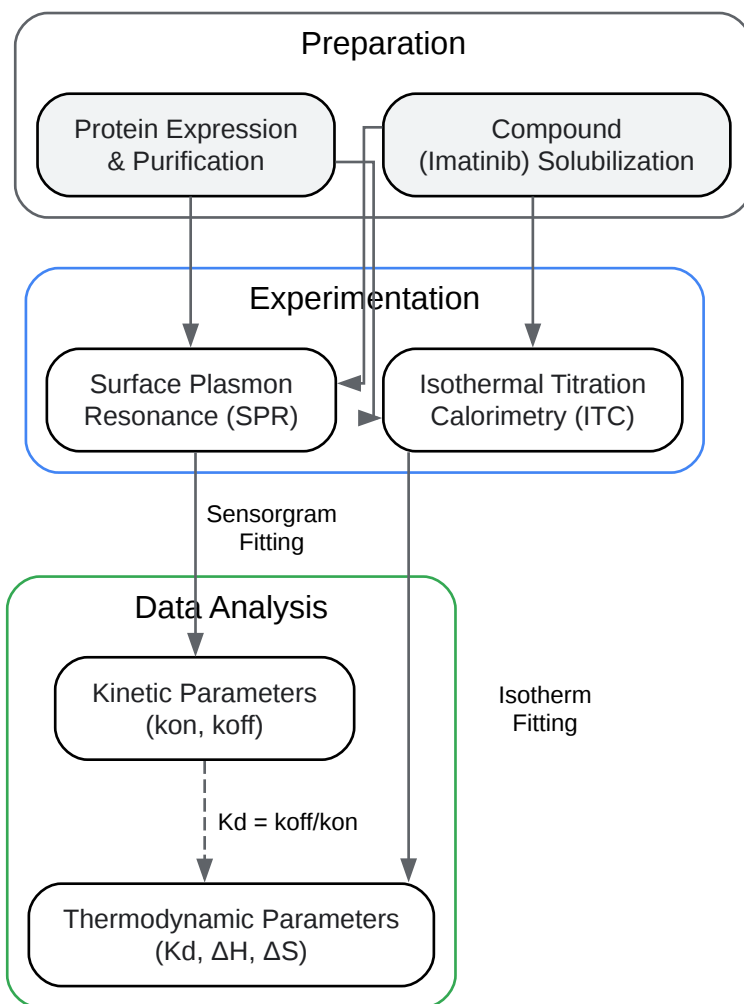 Preparation
Protein Expression
& Purification
Compound
(Imatinib) Solubilization
Experimentation
Surface Plasmon
Resonance (SPR)
Isothermal Titration
Calorimetry (ITC)
Sensorgram
Fitting
Data Analysis
Kinetic Parameters
(kon, koff)
Isotherm
Fitting
Kd = koff/kon
Thermodynamic Parameters
(Kd, ΔH, ΔS)